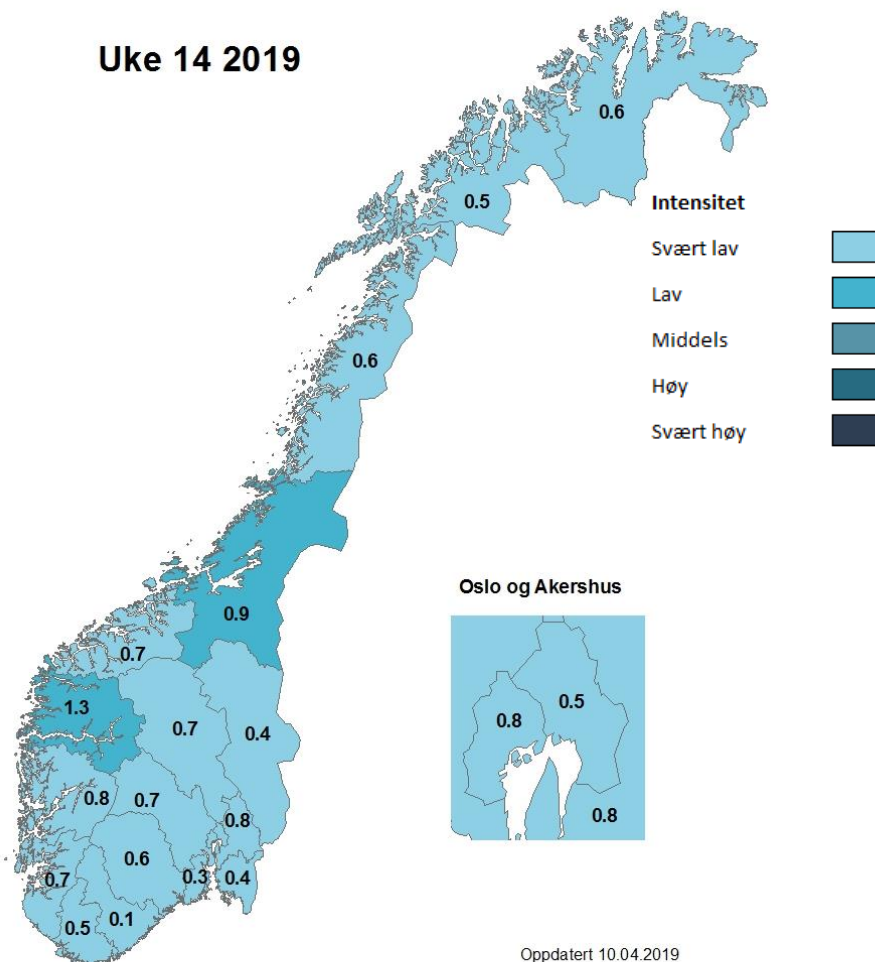 Uke 14 2019
0.6
0.5
Intensitet
Svært lav
Lav
Middels
Høy
Svært høy
0.6
0.9
0.7
1.3
0.7
0.4
0.8
0.7
0.8
0.6
0.7
0.3
0.4
0.5
0.1
Oslo og Akershus
0.8
0.5
0.8
Oppdatert 10.04.2019